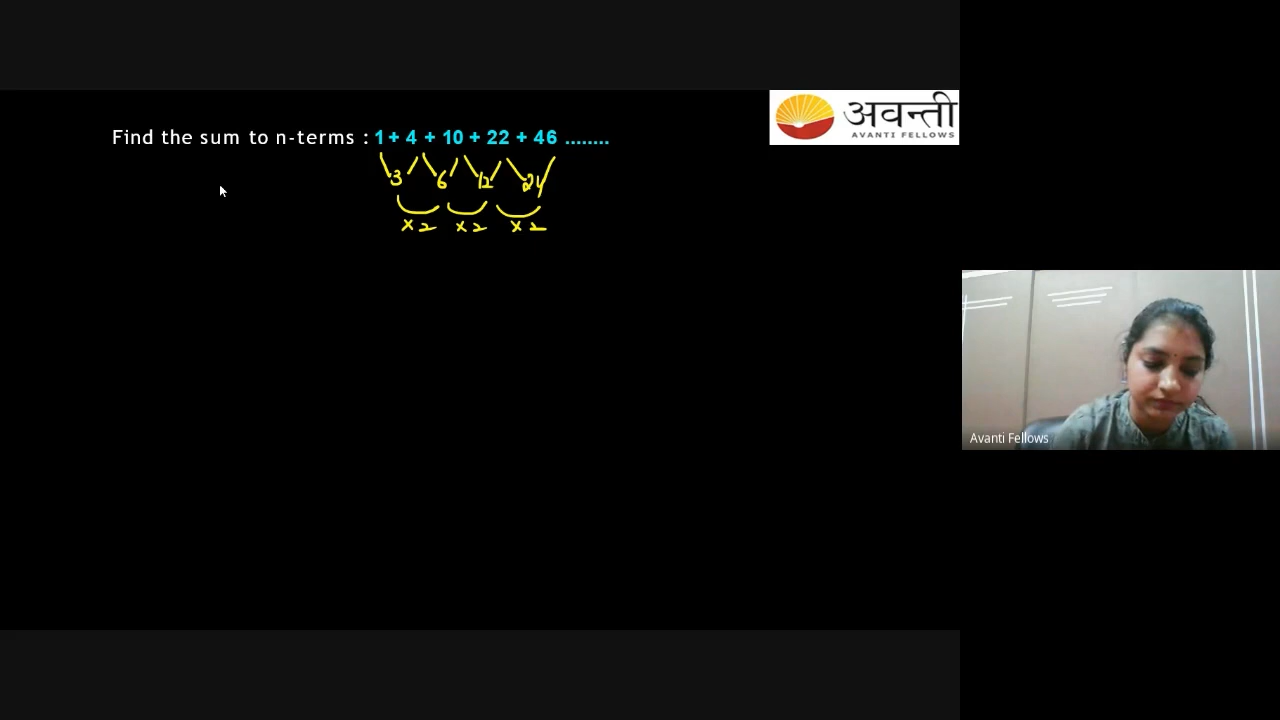 अवन्ती
AVANTI FELLOWS
Find the sum to n-terms : 1 + 4 + 10 + 22 + 46 ........
3 6 12 24
x 2 x 2 x 2
Avanti Fellows